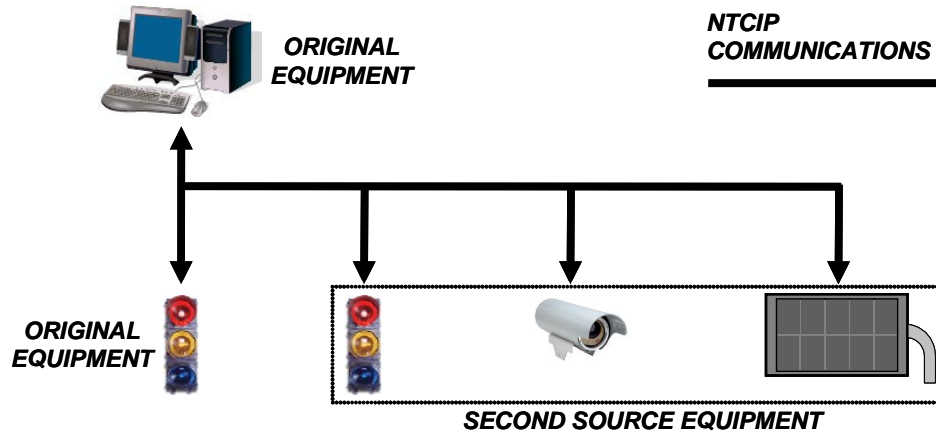 ORIGINAL
EQUIPMENT
NTCIP
COMMUNICATIONS
ORIGINAL
EQUIPMENT
SECOND SOURCE EQUIPMENT